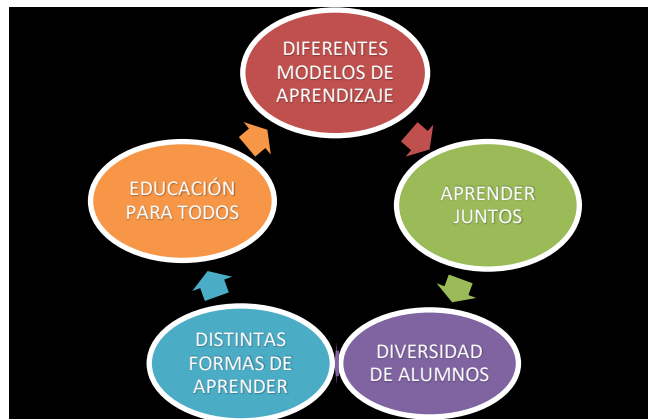 DIFERENTES
MODELOS DE
APRENDIZAJE
APRENDER
JUNTOS
DIVERSIDAD
DE ALUMNOS
DISTINTAS
FORMAS DE
APRENDER
EDUCACIÓN
PARA TODOS